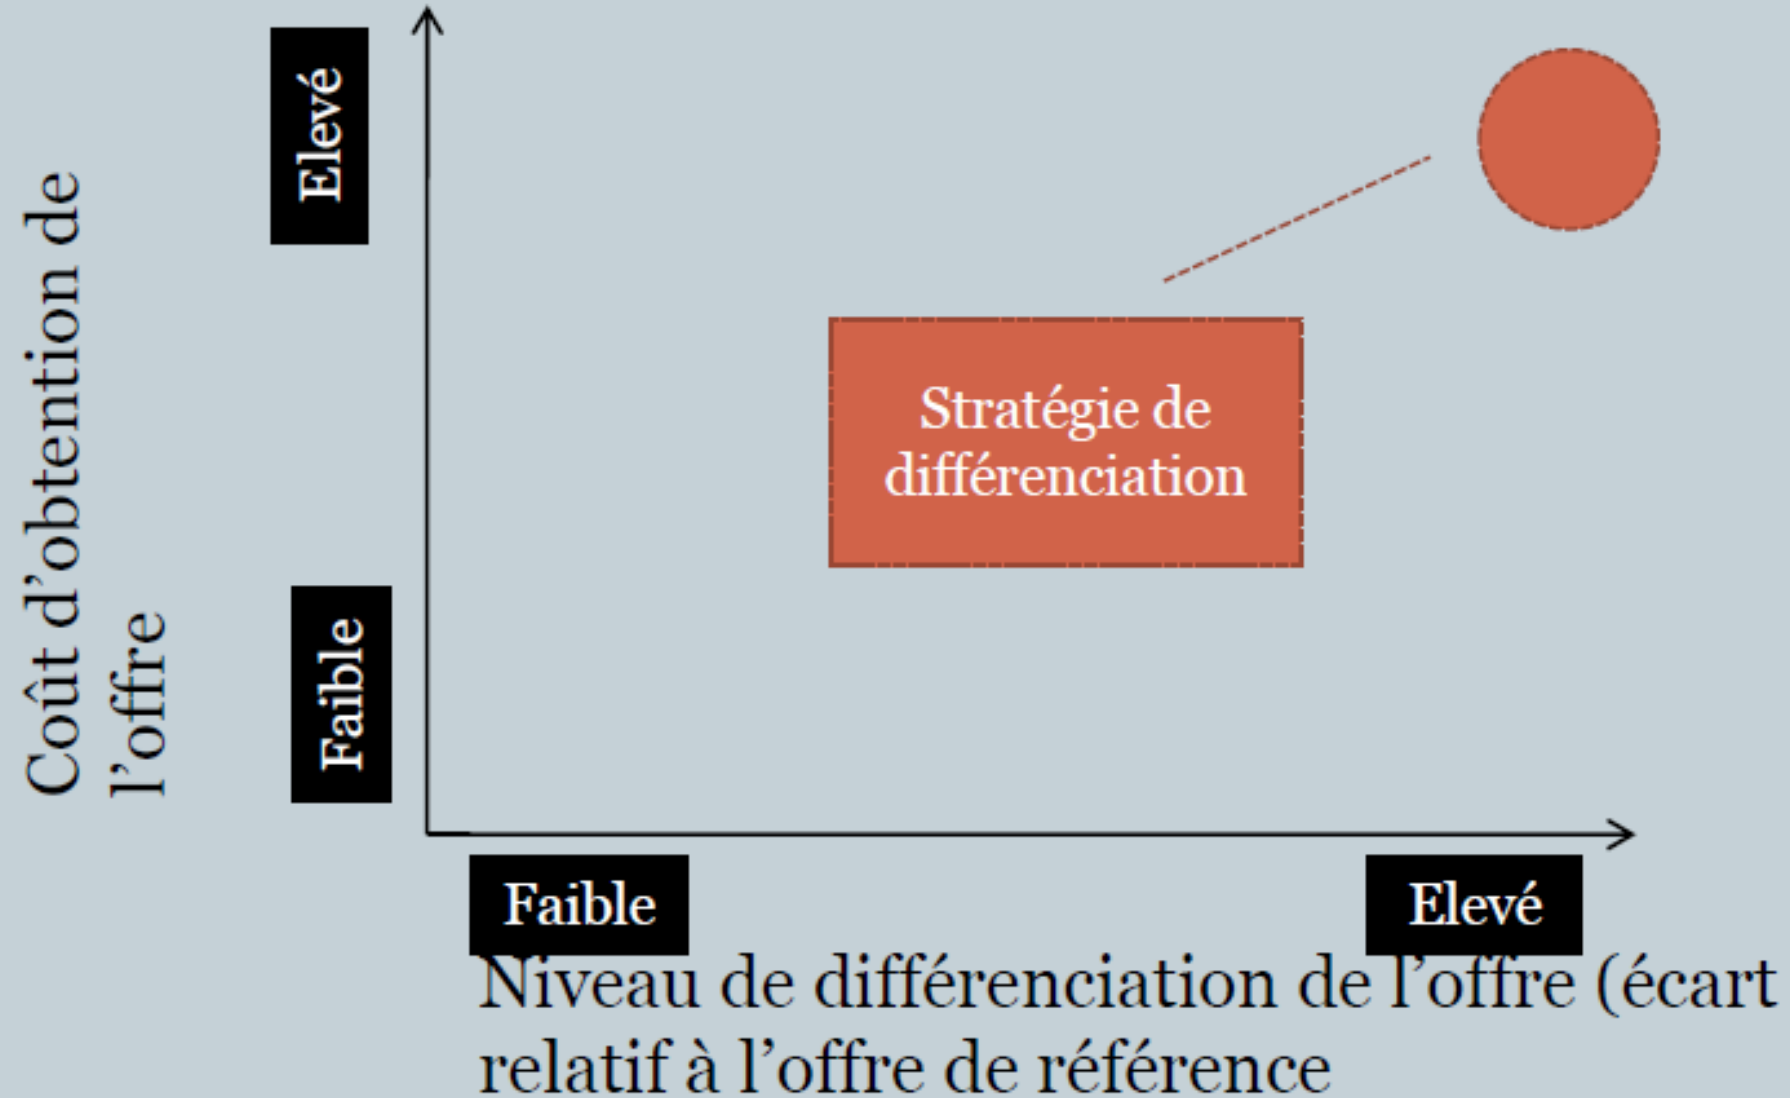 Coût d'obtention de
l'offre
Elevé
Faible
Stratégie de
différenciation
Faible
Elevé
Niveau de différenciation de l'offre (écart
relatif à l'offre de référence